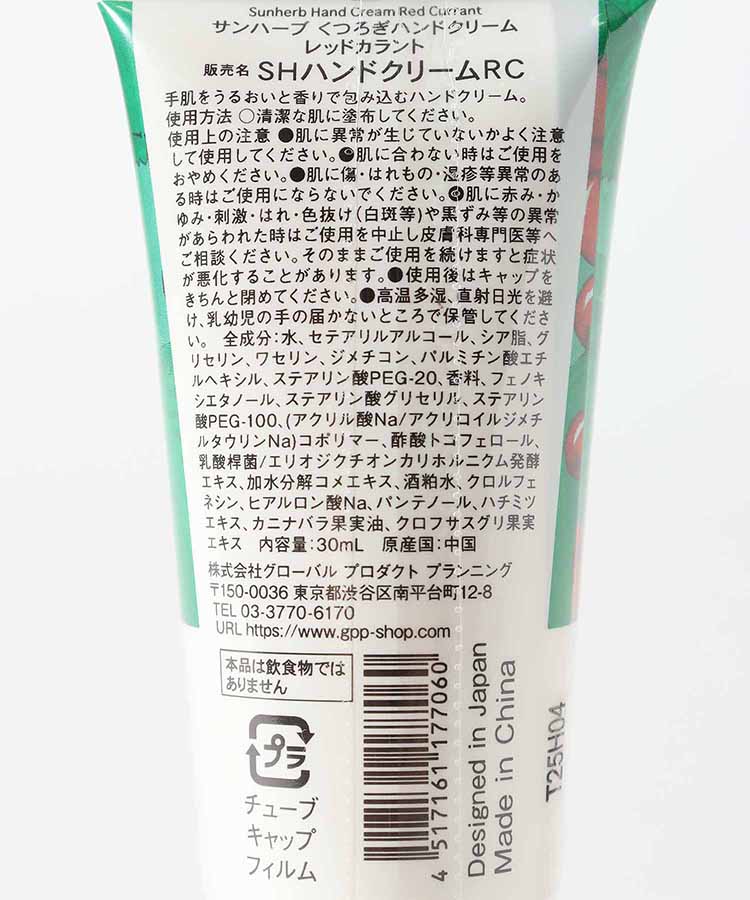 Sunherb Hand Cream Red Currant
サンハーブ くつろぎハンドクリーム
レッドカラント
販売名 SHハンドクリームRC
手肌をうるおいと香りで包み込むハンドクリーム。
使用方法 ○清潔な肌に塗布してください。
使用上の注意 ●肌に異常が生じていないかよく注意
して使用してください。●肌に合わない時はご使用を
おやめください。●肌に傷・はれもの・湿疹等異常のあ
る時はご使用にならないでください。●肌に赤み・か
ゆみ・刺激・はれ・色抜け(白斑等)や黒ずみ等の異常
があらわれた時はご使用を中止し皮膚科専門医等へ
ご相談ください。そのままご使用を続けますと症状
が悪化することがあります。●使用後はキャップを
きちんと閉めてください。●高温多湿、直射日光を避
け、乳幼児の手の届かないところで保管してくださ
い。 全成分:水、セテアリルアルコール、シア脂、グ
リセリン、ワセリン、ジメチコン、パルミチン酸エチ
ルヘキシル、ステアリン酸PEG-20、香料、フェノキ
シエタノール、ステアリン酸グリセリル、ステアリン
酸PEG-100、(アクリル酸Na/アクリロイルジメチ
ルタウリンNa)コポリマー、酢酸トコフェロール、
乳酸桿菌/エリオジクチオンカリホルニクム発酵
エキス、加水分解コメエキス、酒粕水、クロルフェ
ネシン、ヒアルロン酸Na、パンテノール、ハチミツ
エキス、カニナバラ果実油、クロフサスグリ果実
エキス 内容量:30mL 原産国:中国
株式会社グローバル プロダクト プランニング
〒150-0036 東京都渋谷区南平台町12-8
TEL 03-3770-6170
URL https://www.gpp-shop.com
本品は飲食物では
ありません
プラ
チューブ
キャップ
フィルム
4 517161 177060
Designed in Japan
Made in China
T25H04